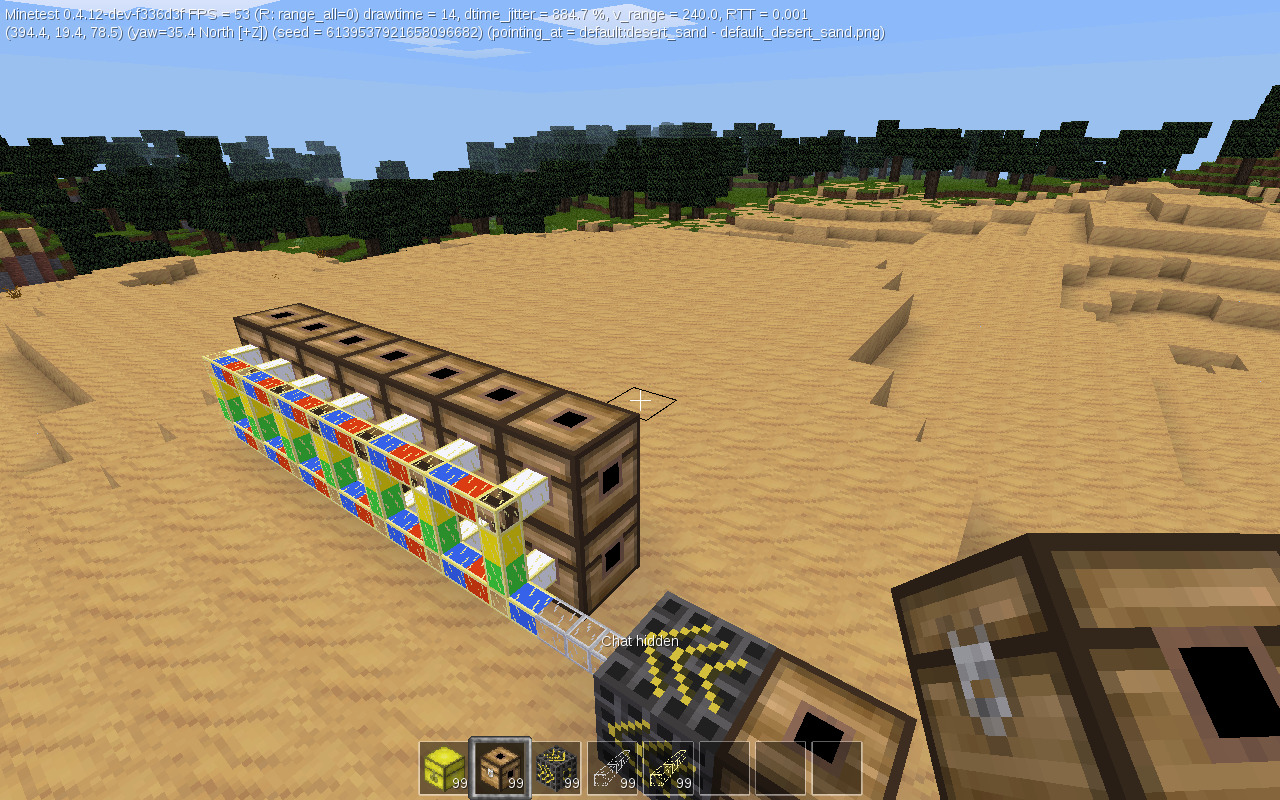 Minetest 0.4.12-dev-f336d3f FPS = 53 (R: range_all=0) drawtime = 14, dtime_jitter = 884.7 %, v_range = 240.0, RTT = 0.001
(394.4, 19.4, 78.5) (yaw=35.4 North [+Z]) (seed = 6139537921658096682) (pointing_at = default:desert_sand - default_desert_sand.png)
Chat hidden
99 99 99 99 99